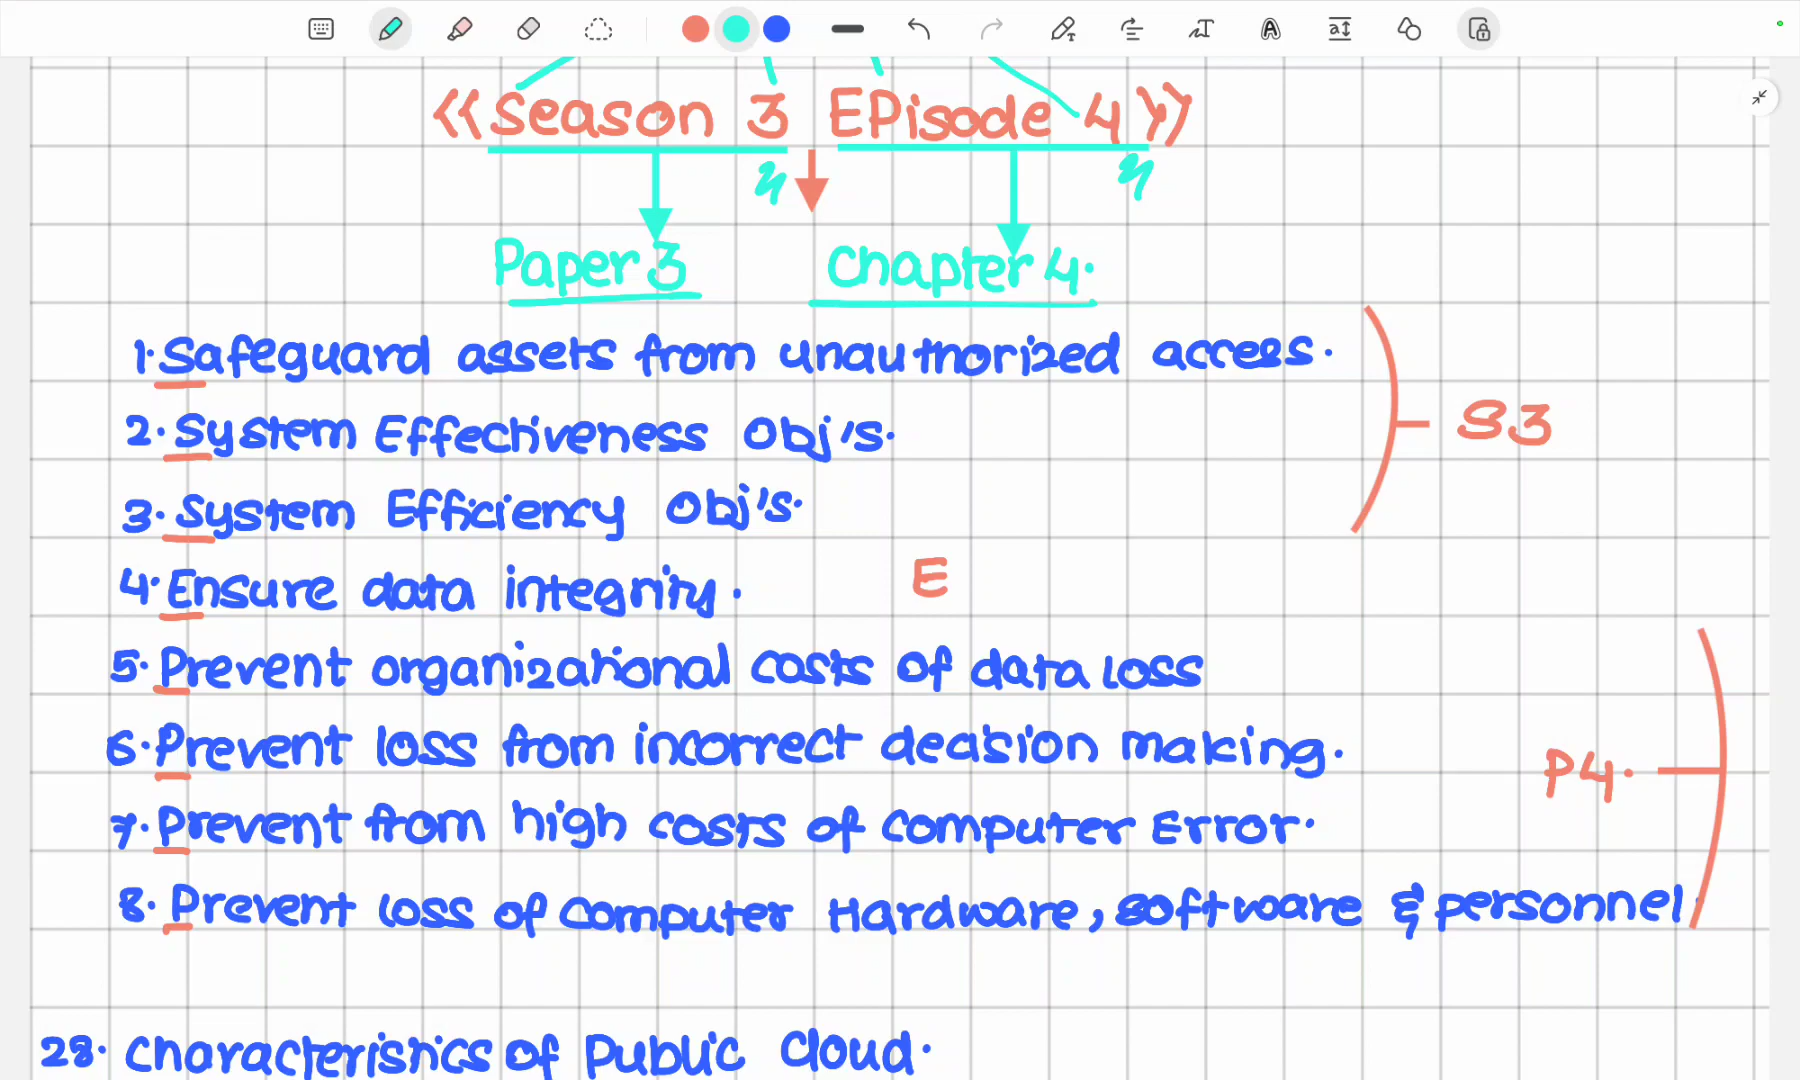 《Season 3 EPisode 4》
Paper 3 Chapter 4.
1. Safeguard assets from unauthorized access.
2. System Effectiveness Obj's.
S3
3. System Efficiency Obj's.
4. Ensure data integrity.
E
5. Prevent organizational costs of data loss
6. Prevent loss from incorrect decision making.
P4.
7. Prevent from high costs of computer Error.
8. Prevent loss of computer Hardware, software & personnel.
28. Characteristics of Public Cloud.